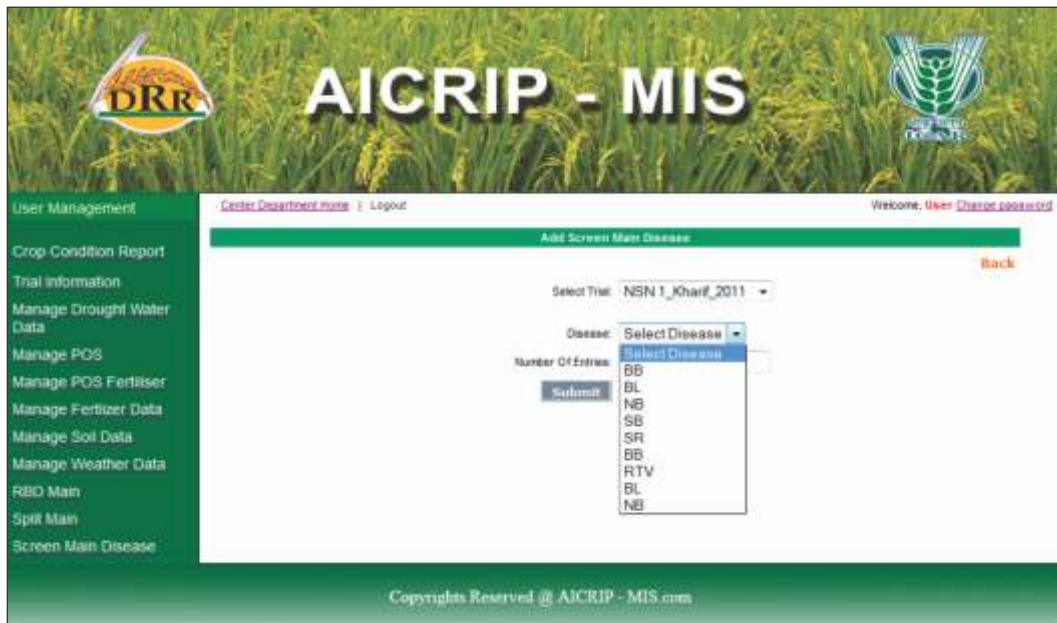 DRR
AICRIP - MIS
User Management
Center Department Home | Logout
Welcome, User Change password
Add Screen Main Disease
Back
Crop Condition Report
Trial Information
Manage Drought Water
Data
Manage POS
Manage POS Fertiliser
Manage Fertlizer Data
Manage Soil Data
Manage Weather Data
RBD Main
Split Main
Screen Main Disease
Select Trial: NSN 1_Kharif_2011
Disease: Select Disease
Select Disease
BB
BL
NB
SB
SR
BB
RTV
BL
NB
Number Of Entries:
Submit
Copyrights Reserved @ AICRIP - MIS.com